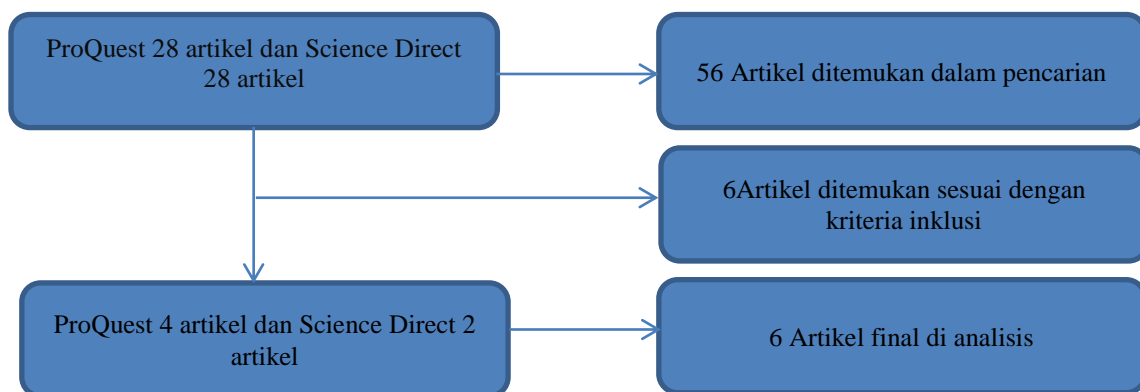 ProQuest 28 artikel dan Science Direct
28 artikel
56 Artikel ditemukan dalam pencarian
6Artikel ditemukan sesuai dengan
kriteria inklusi
ProQuest 4 artikel dan Science Direct 2
artikel
6 Artikel final di analisis